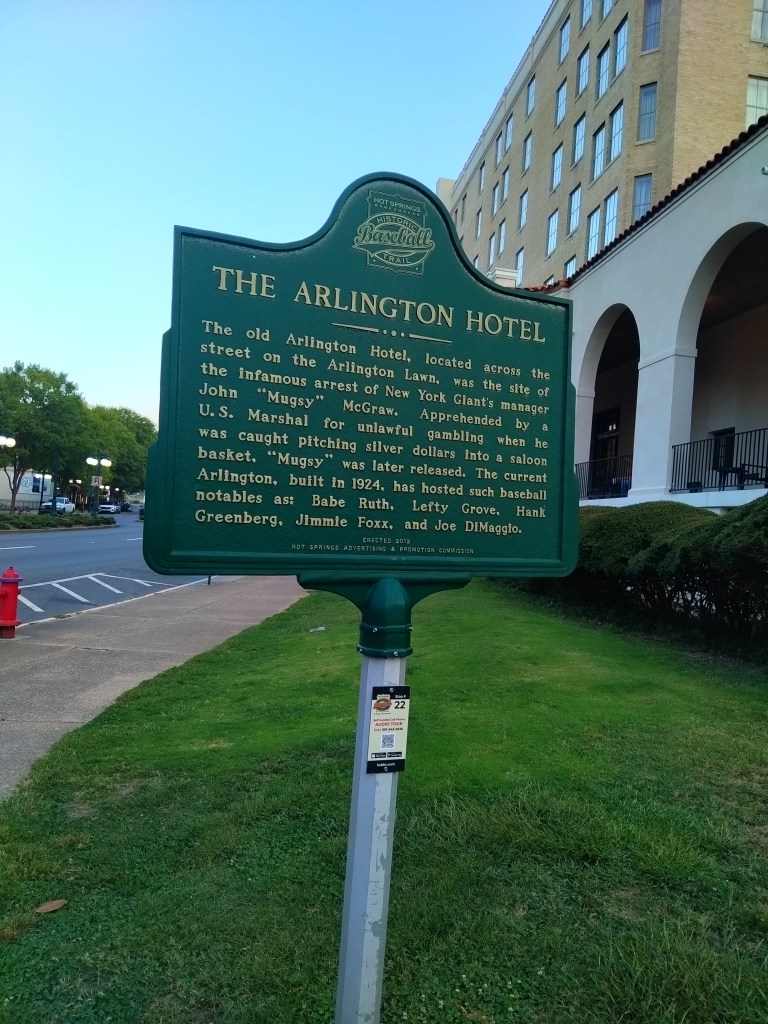 HOT SPRINGS
HISTORIC
Baseball
TRAIL
THE ARLINGTON HOTEL
The old Arlington Hotel, located across the
street on the Arlington Lawn, was the site of
the infamous arrest of New York Giant's manager
John "Mugsy" McGraw. Apprehended by a
U.S. Marshal for unlawful gambling when he
was caught pitching silver dollars into a saloon
basket, "Mugsy" was later released. The current
Arlington, built in 1924, has hosted such baseball
notables as: Babe Ruth, Lefty Grove, Hank
Greenberg, Jimmie Foxx, and Joe DiMaggio.
ERECTED 2012
HOT SPRINGS ADVERTISING & PROMOTION COMMISSION
Stop #
22
AUDIO TOUR